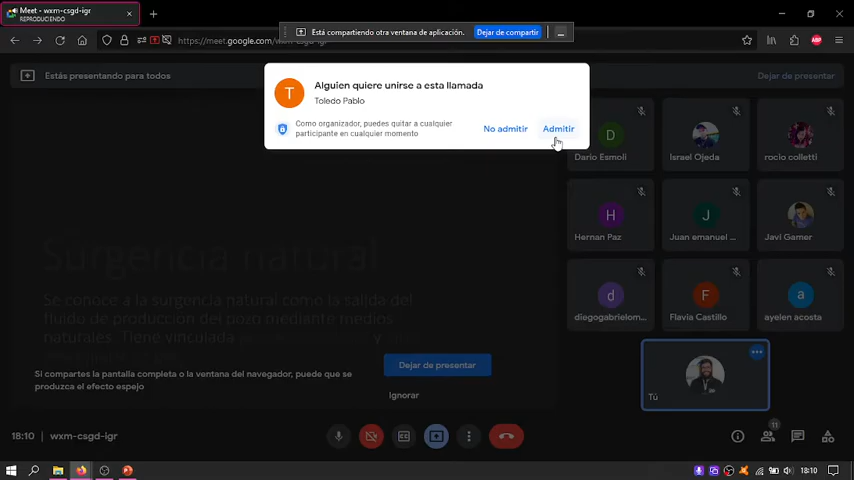 Meet - wxm-csgd-igr
REPRODUCIENDO
https://meet.google.com/wxm-csgd-igr
Está compartiendo otra ventana de aplicación.
Dejar de compartir
ABP
Estás presentando para todos
Dejar de presentar
Alguien quiere unirse a esta llamada
T
Toledo Pablo
Como organizador, puedes quitar a cualquier
participante en cualquier momento
No admitir
Admitir
D
Dario Esmoli
Israel Ojeda
rocio colletti
H
Hernan Paz
J
Juan emanuel ...
Javi Gamer
d
diegogabrielom...
F
Flavia Castillo
a
ayelen acosta
Tú
Surgencia natural
Se conoce a la surgencia natural como la salida del
fluido de producción del pozo mediante medios
naturales. Tiene vinculada
y
Si compartes la pantalla completa o la ventana del navegador, puede que se
produzca el efecto espejo
Dejar de presentar
Ignorar
18:10
wxm-csgd-igr
11
18:10